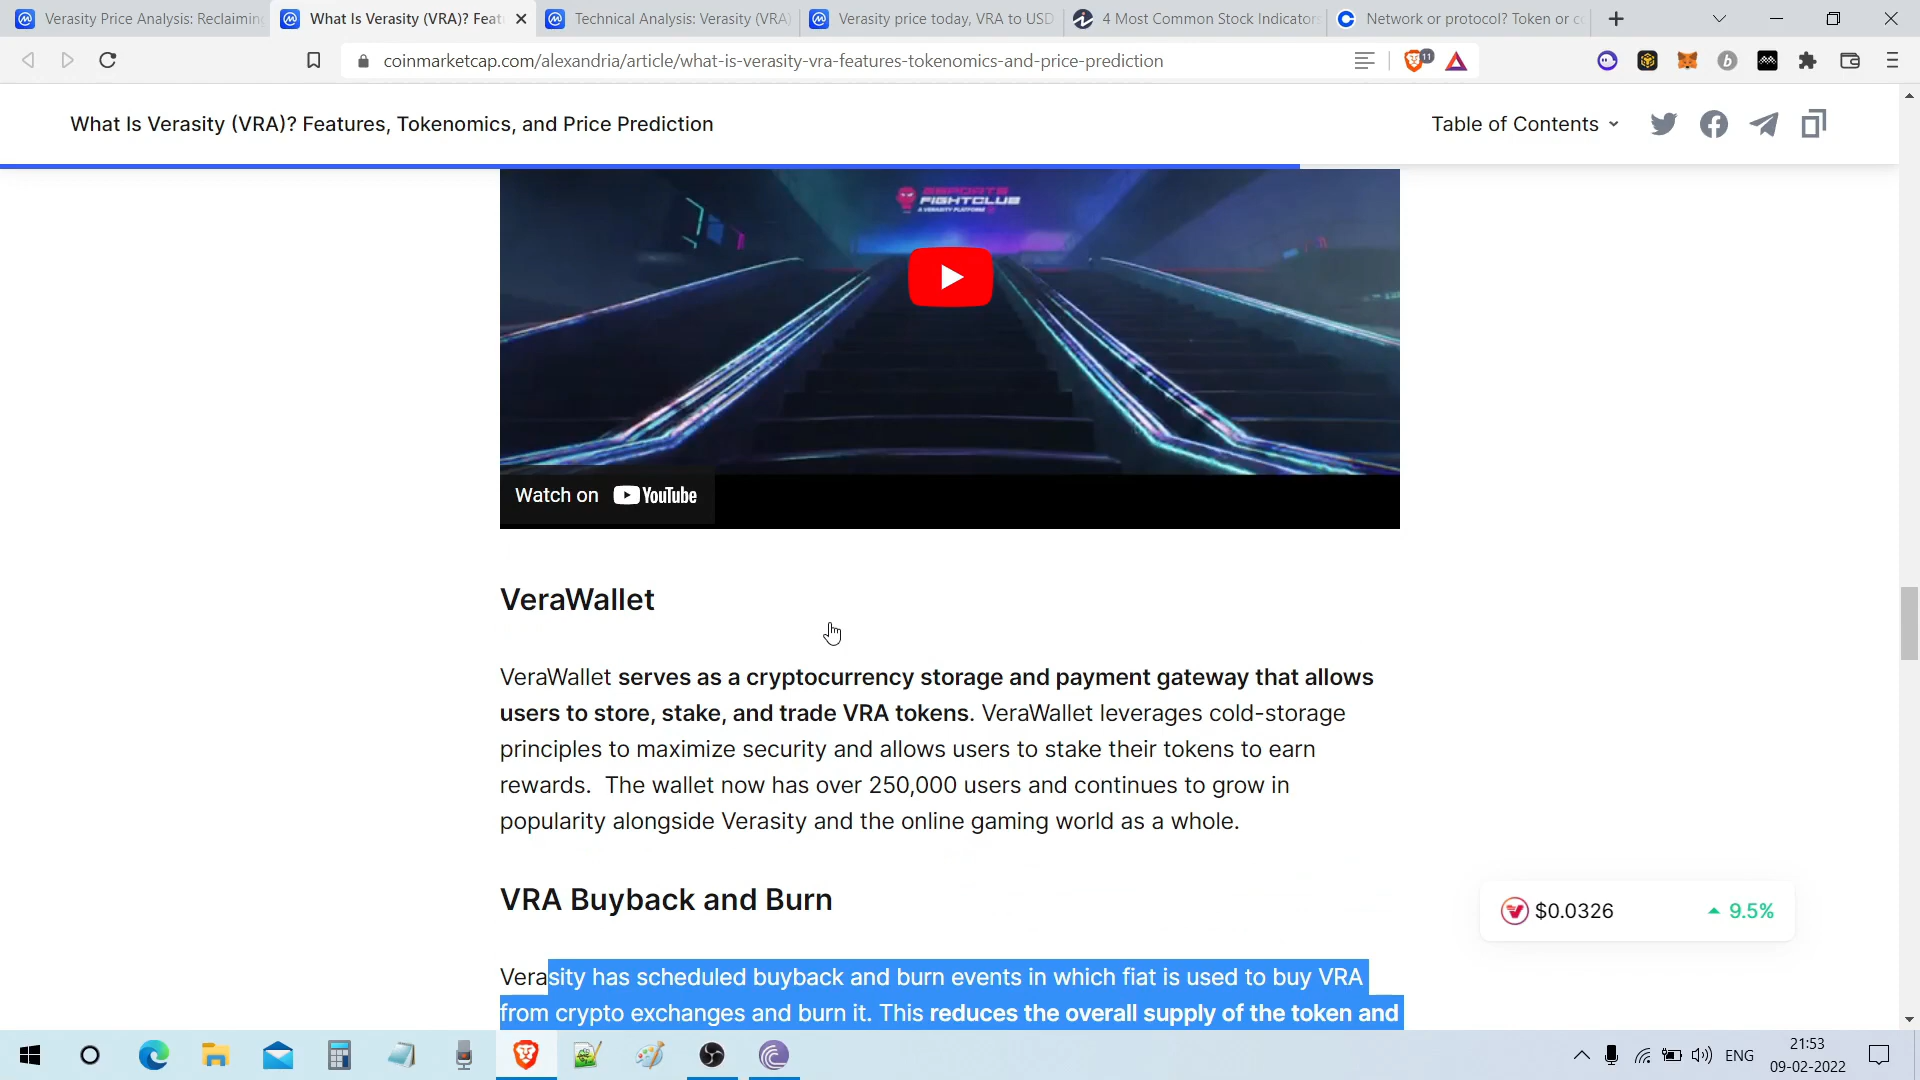 Verasity Price Analysis: Reclaiming
What Is Verasity (VRA)? Feat
Technical Analysis: Verasity (VRA)
Verasity price today, VRA to USD
4 Most Common Stock Indicators
Network or protocol? Token or co
coinmarketcap.com/alexandria/article/what-is-verasity-vra-features-tokenomics-and-price-prediction
11
What Is Verasity (VRA)? Features, Tokenomics, and Price Prediction
Table of Contents
ESPORTS
FIGHTCLUB
A VERASITY PLATFORM
Watch on YouTube
VeraWallet
VeraWallet serves as a cryptocurrency storage and payment gateway that allows
users to store, stake, and trade VRA tokens. VeraWallet leverages cold-storage
principles to maximize security and allows users to stake their tokens to earn
rewards. The wallet now has over 250,000 users and continues to grow in
popularity alongside Verasity and the online gaming world as a whole.
VRA Buyback and Burn
$0.0326 9.5%
Verasity has scheduled buyback and burn events in which fiat is used to buy VRA
from crypto exchanges and burn it. This reduces the overall supply of the token and
ENG
21:53
09-02-2022